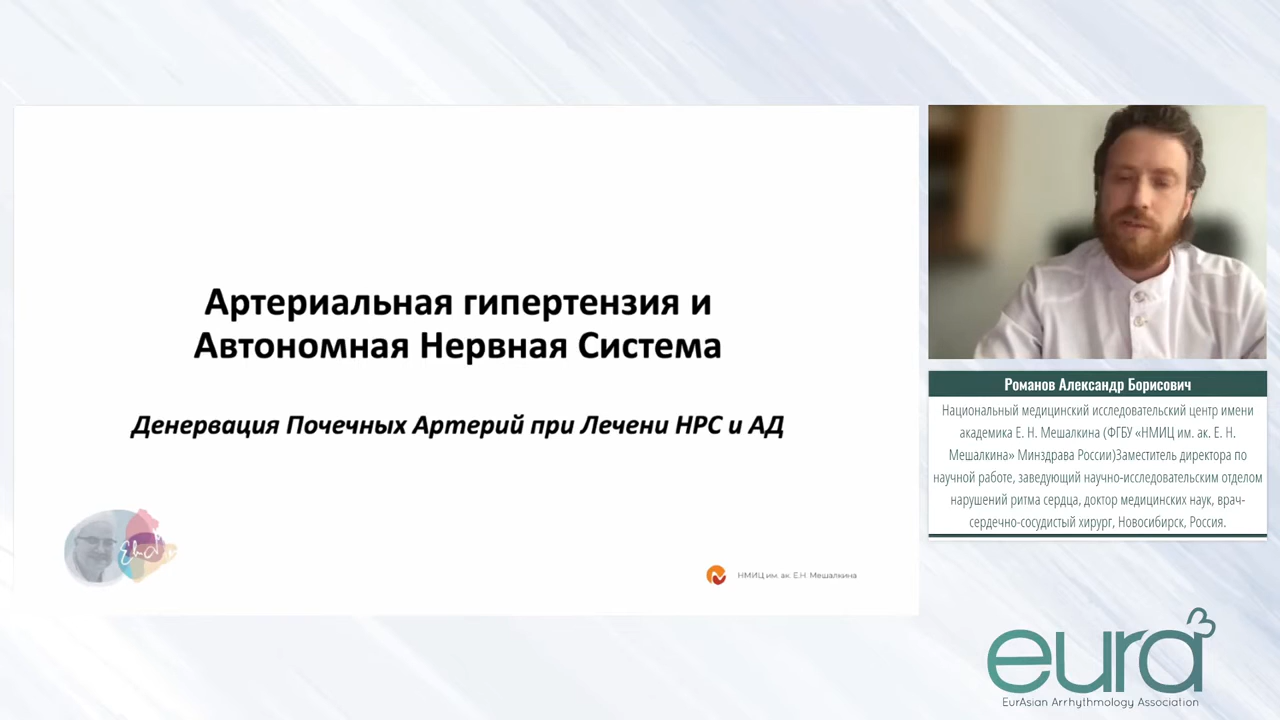 Артериальная гипертензия и
Автономная Нервная Система
Денервация Почечных Артерий при Лечени НРС и АД
НМИЦ им. ак. Е.Н. Мешалкина
Романов Александр Борисович
Национальный медицинский исследовательский центр имени
академика Е. Н. Мешалкина (ФГБУ «НМИЦ им. ак. Е. Н.
Мешалкина» Минздрава России)Заместитель директора по
научной работе, заведующий научно-исследовательским отделом
нарушений ритма сердца, доктор медицинских наук, врач-
сердечно-сосудистый хирург, Новосибирск, Россия.
eura
EurAsian Arrhythmology Association